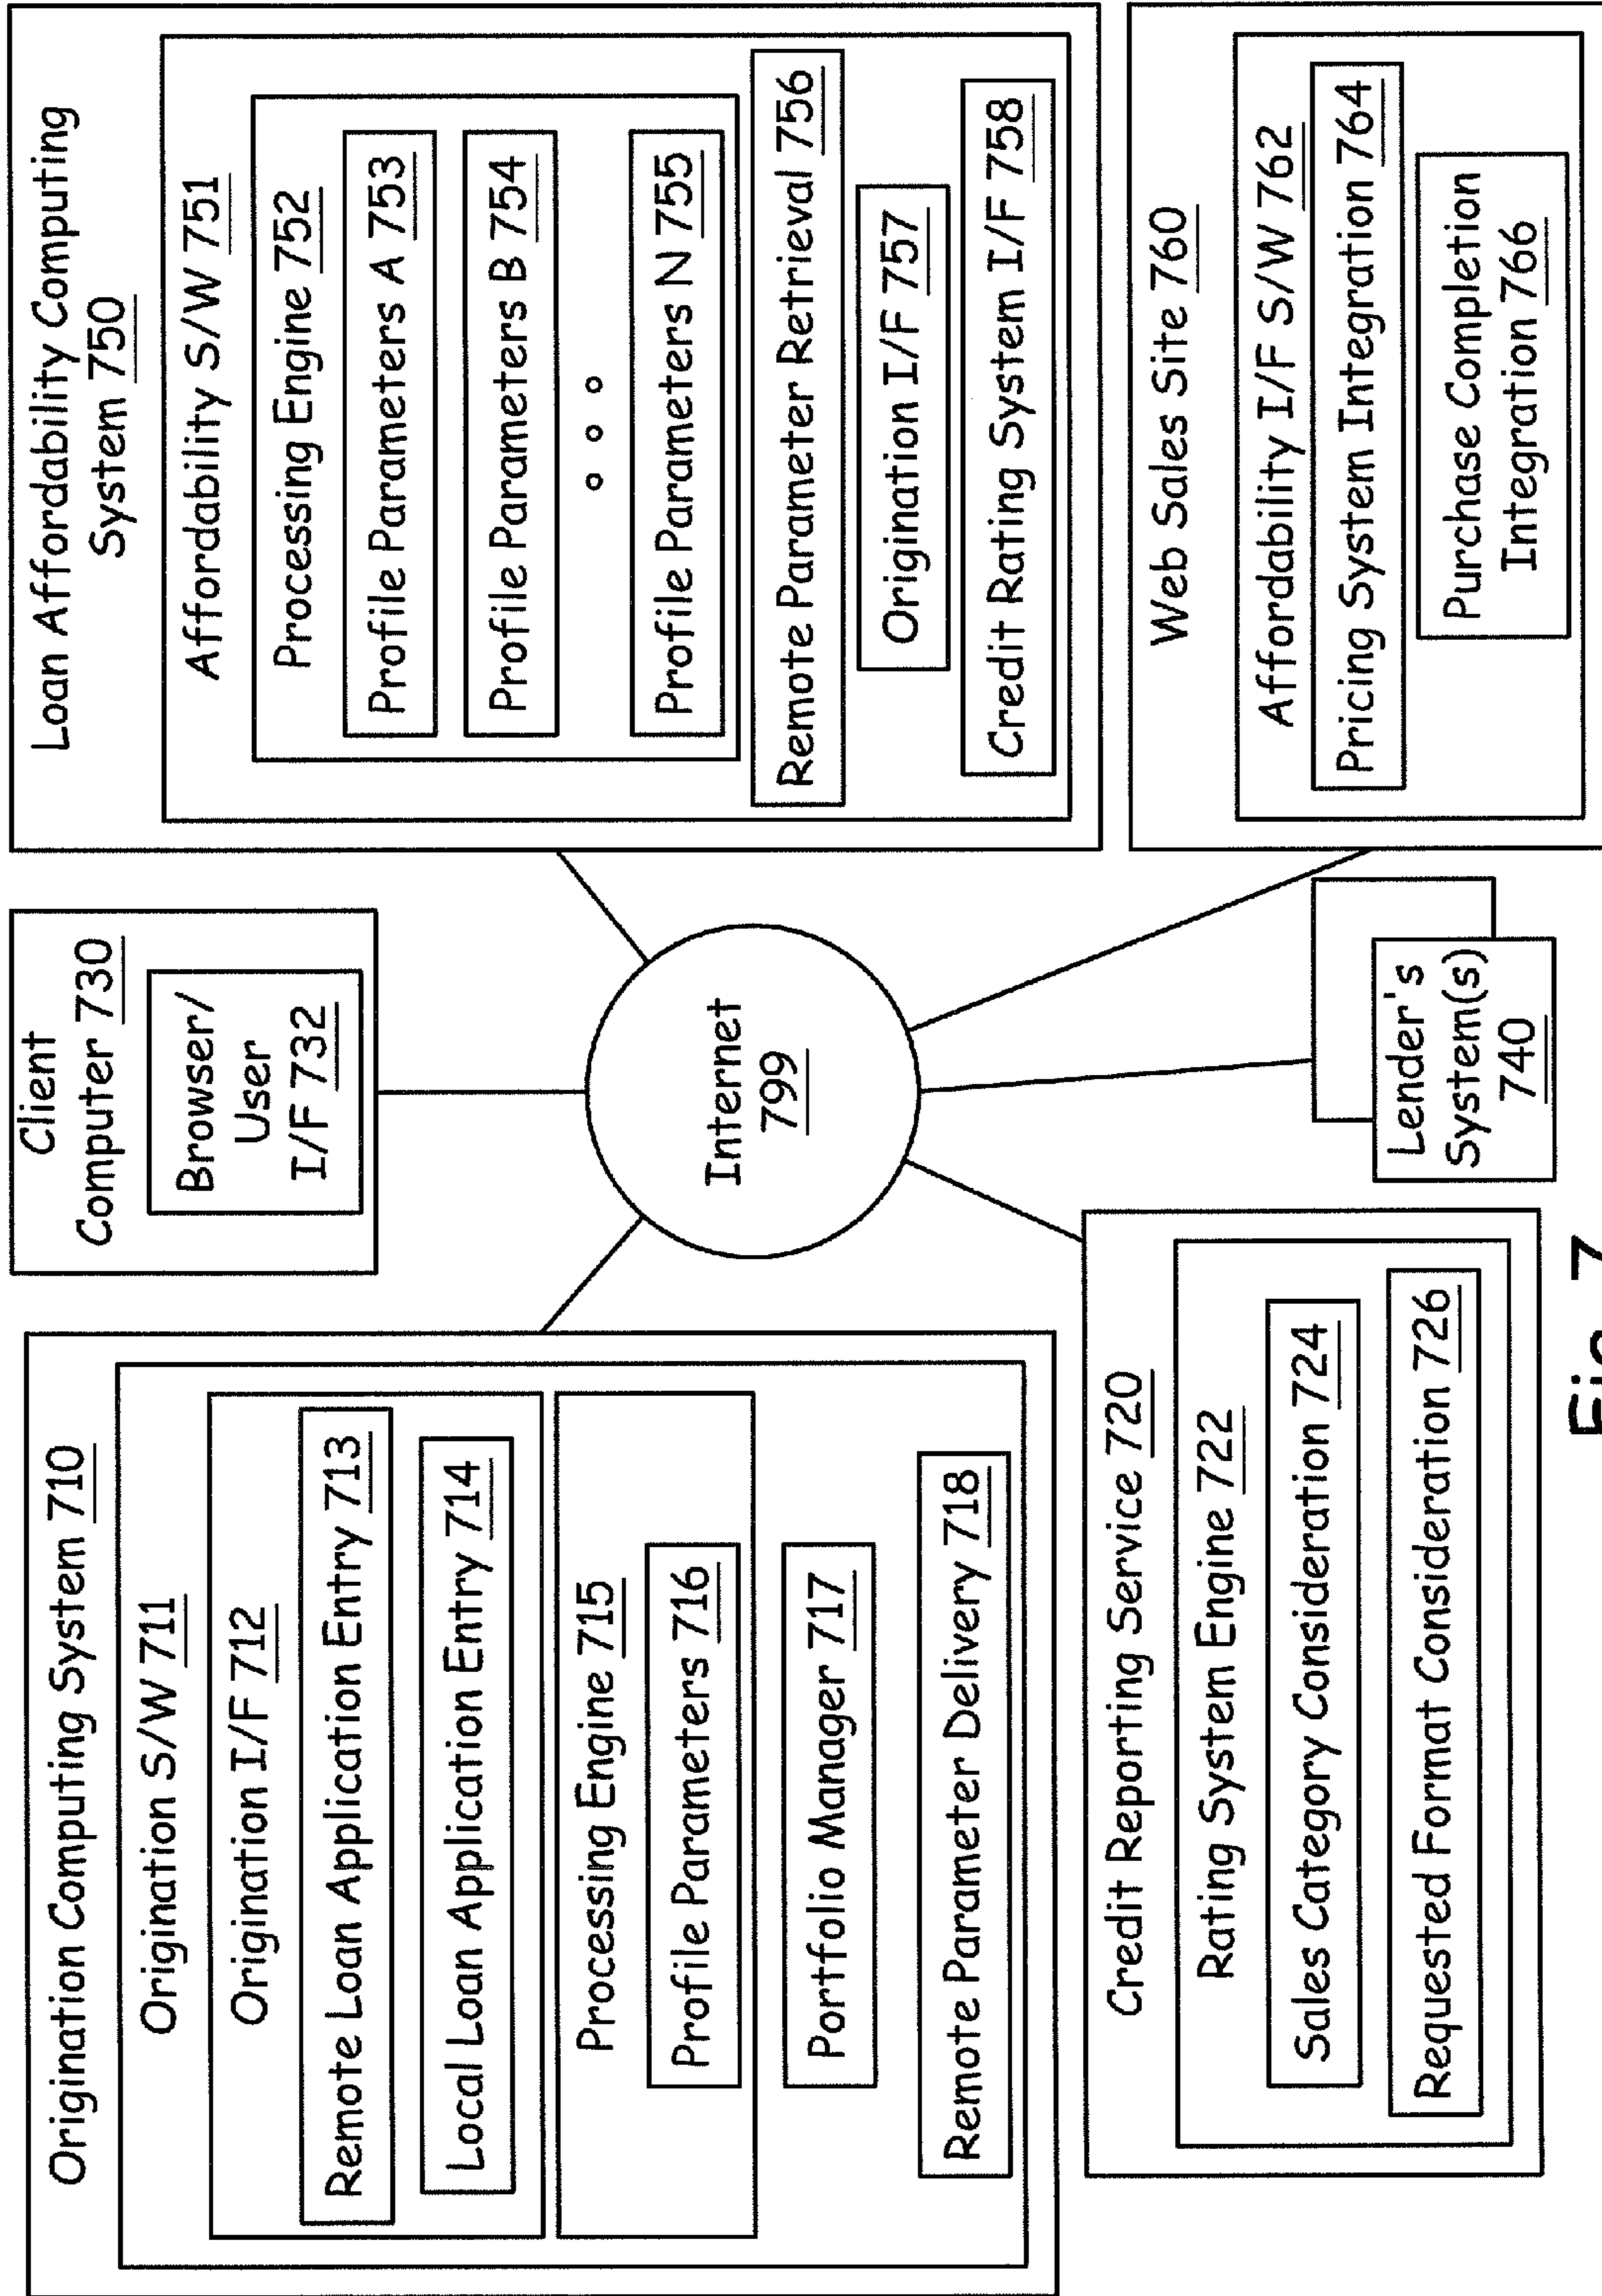 Origination Computing System 710
Origination S/W 711
Origination I/F 712
Remote Loan Application Entry 713
Local Loan Application Entry 714
Processing Engine 715
Profile Parameters 716
Portfolio Manager 717
Remote Parameter Delivery 718
Credit Reporting Service 720
Rating System Engine 722
Sales Category Consideration 724
Requested Format Consideration 726
Client
Computer 730
Browser/
User
I/F 732
Internet
799
Lender's
System(s)
740
Loan Affordability Computing
System 750
Affordability S/W 751
Processing Engine 752
Profile Parameters A 753
Profile Parameters B 754
Profile Parameters N 755
Remote Parameter Retrieval 756
Origination I/F 757
Credit Rating System I/F 758
Web Sales Site 760
Affordability I/F S/W 762
Pricing System Integration 764
Purchase Completion
Integration 766
Fig. 7